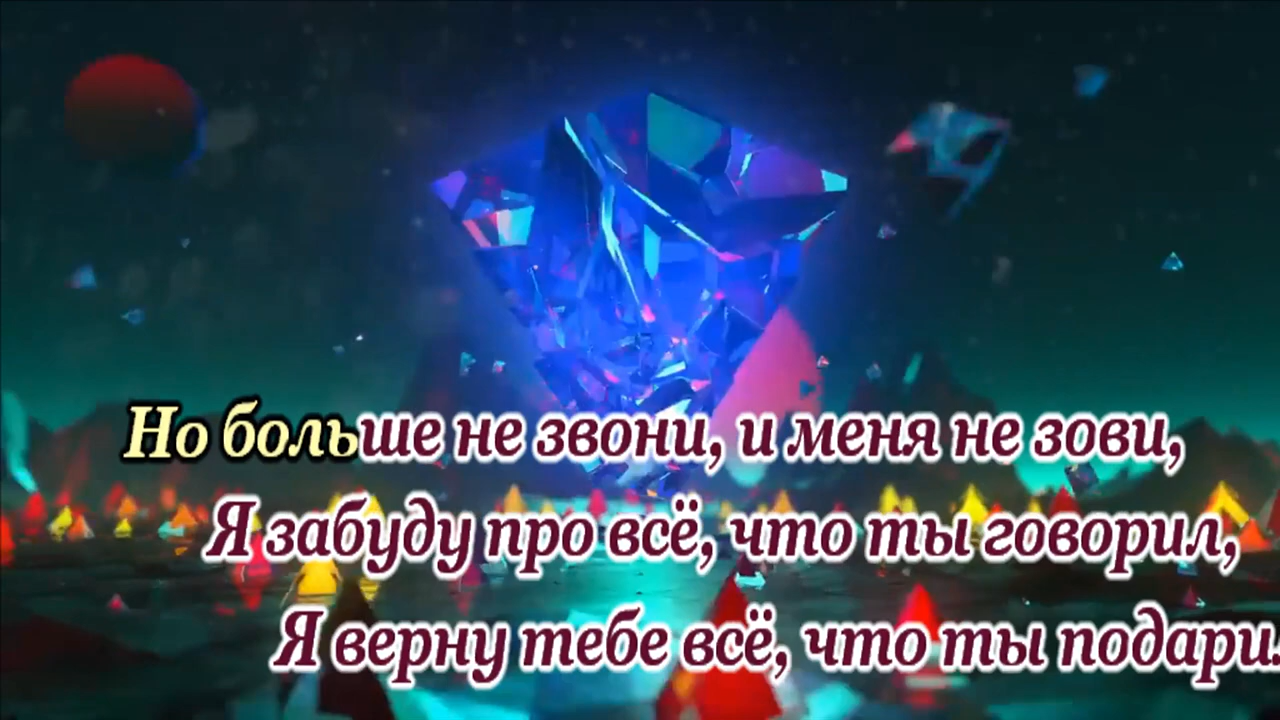 Но больше не звони, и меня не зови,
Я забуду про всё, что ты говорил,
Я верну тебе всё, что ты подари